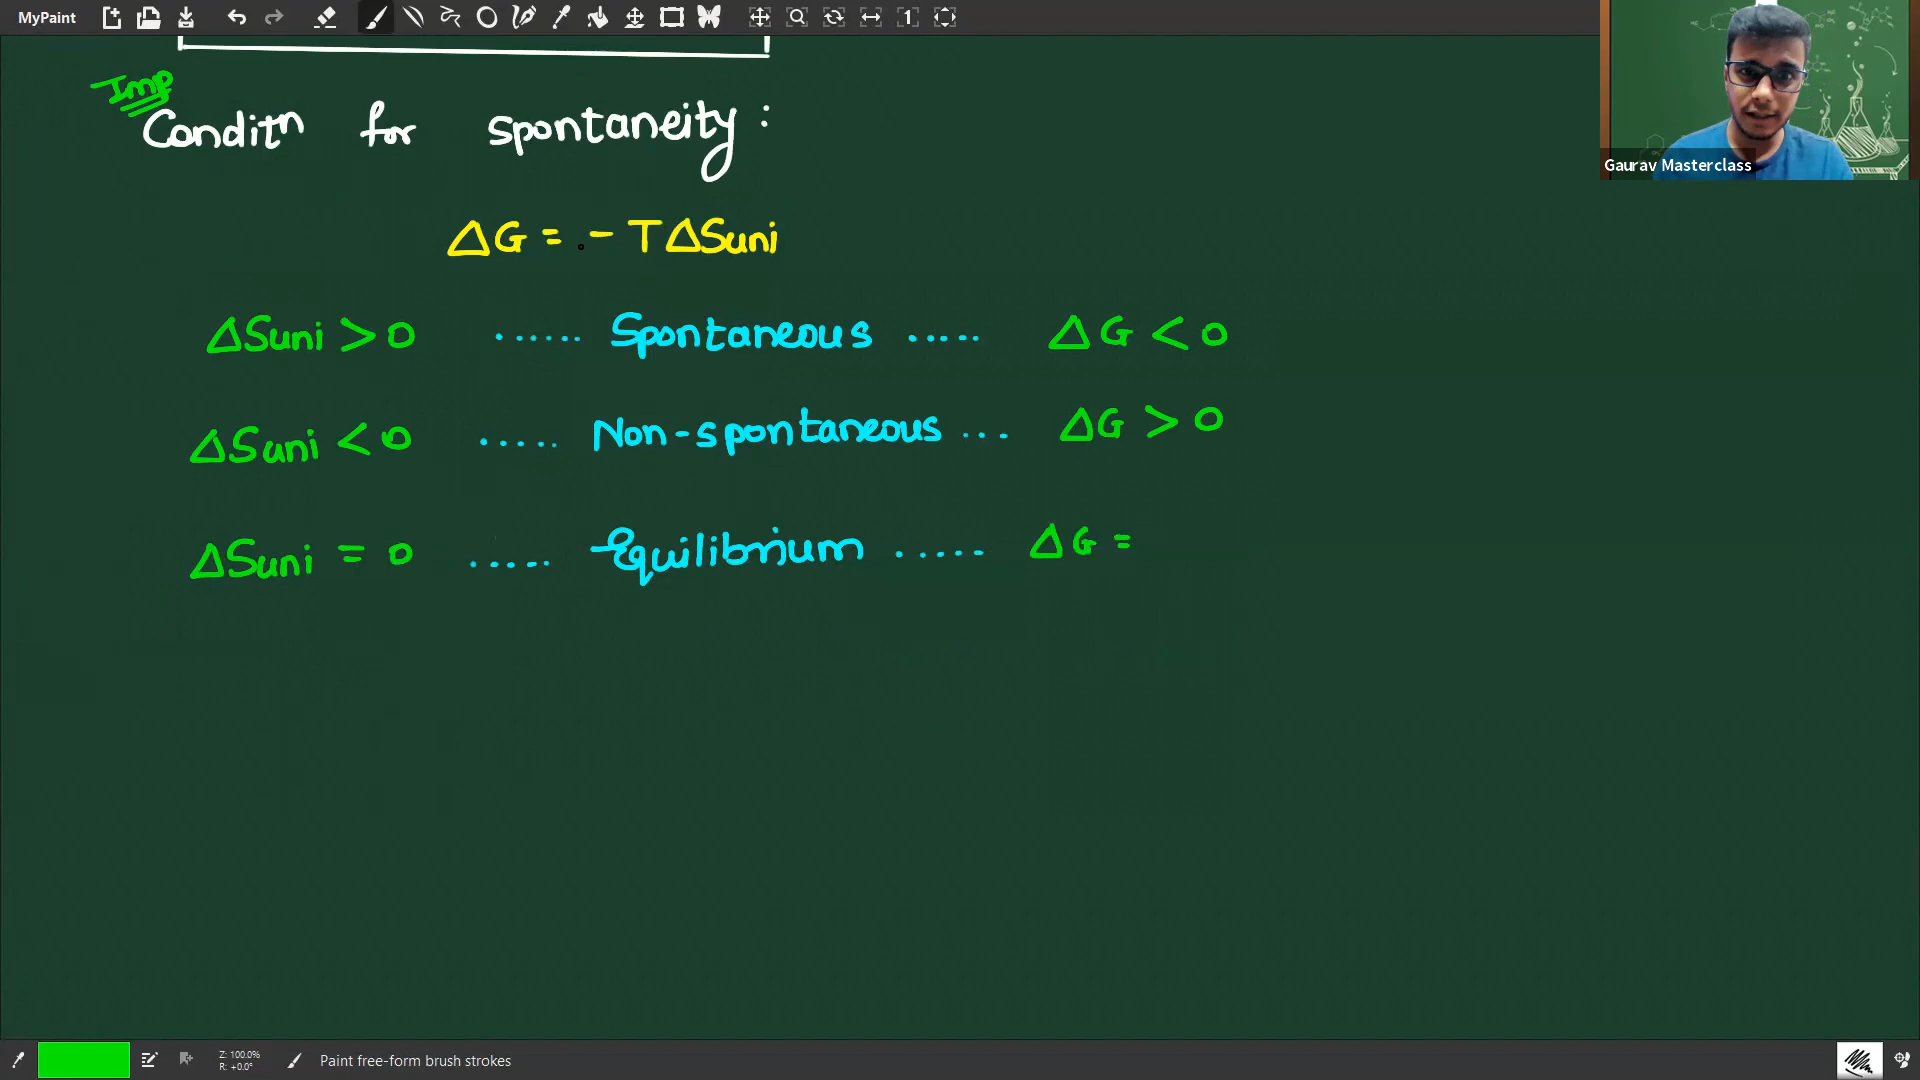 MyPaint
1
Gaurav Masterclass
Imp
Conditn for spontaneity :
ΔG = - TΔSuni
ΔSuni > 0 ...... Spontaneous ..... ΔG < 0
ΔSuni < 0 ..... Non-spontaneous ... ΔG > 0
ΔSuni = 0 ..... Equilibrium ..... ΔG =
Z: 100.0%
R: +0.0°
Paint free-form brush strokes